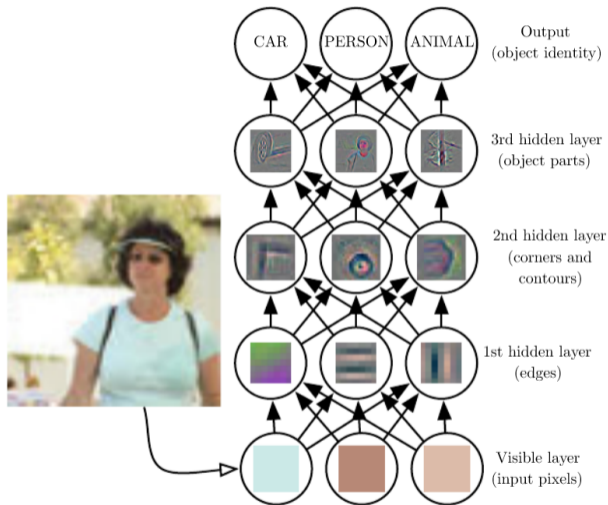 CAR
PERSON
ANIMAL
Output
(object identity)
3rd hidden layer
(object parts)
2nd hidden layer
(corners and
contours)
1st hidden layer
(edges)
Visible layer
(input pixels)